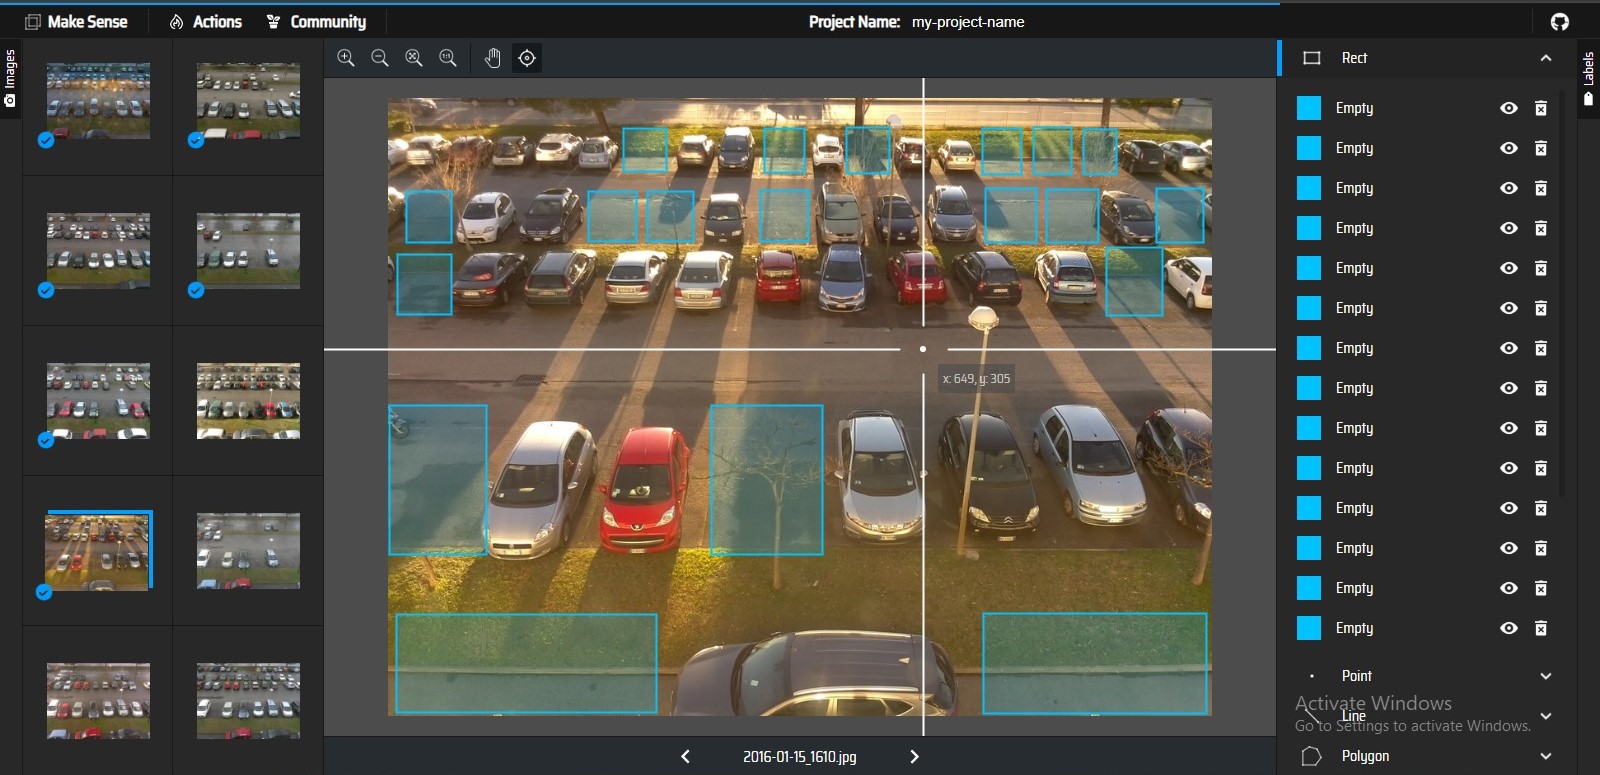 Make Sense
Actions
Community
Project Name: my-project-name
Images
Labels
Rect
Empty
Empty
Empty
Empty
Empty
Empty
Empty
Empty
Empty
Empty
Empty
Empty
Empty
Empty
x: 649, y: 305
Point
Activate Windows
Line
Go to Settings to activate Windows.
Polygon
2016-01-15_1610.jpg